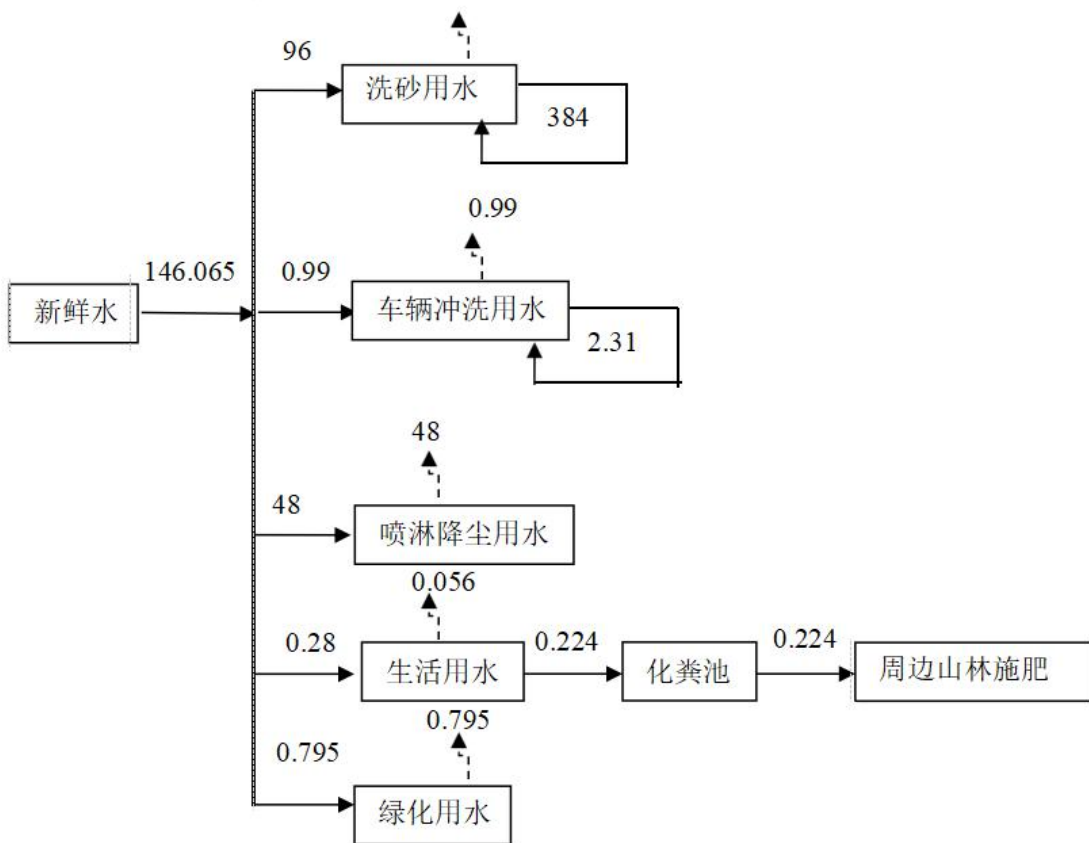 96
洗砂用水
384
0.99
146.065
0.99
新鲜水
车辆冲洗用水
2.31
48
48
喷淋降尘用水
0.056
0.28
生活用水
0.224
化粪池
0.224
周边山林施肥
0.795
0.795
绿化用水